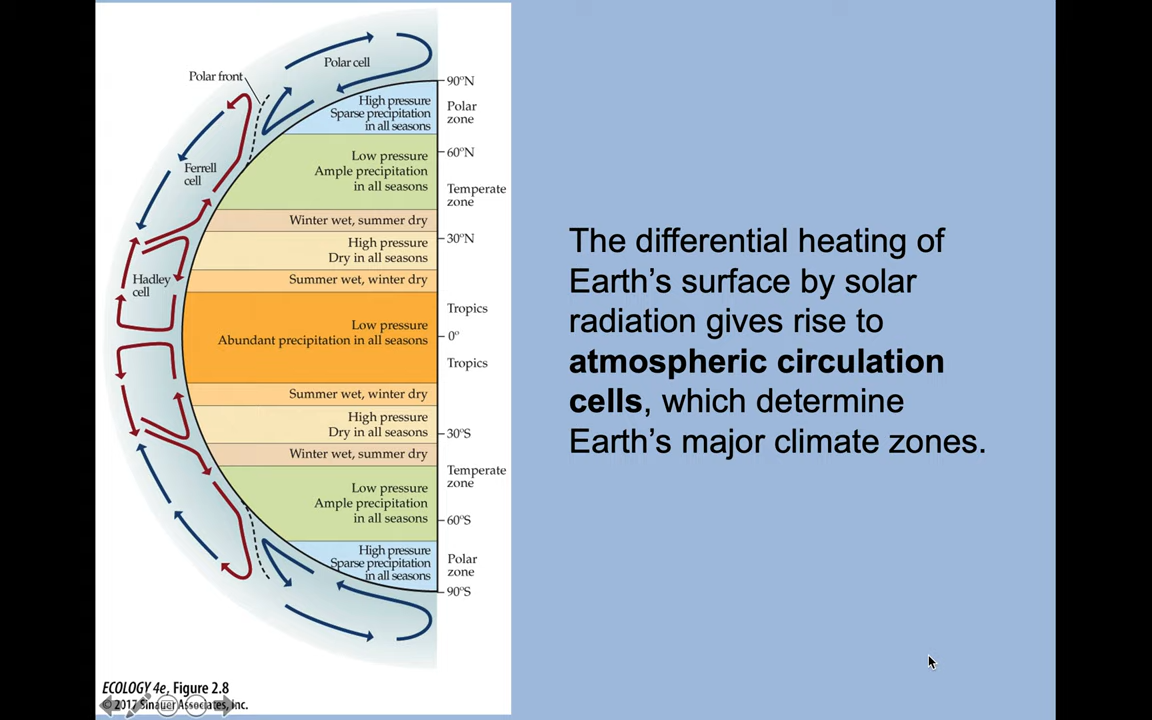 Polar cell
Polar front
90°N
High pressure
Sparse precipitation
in all seasons
Polar
zone
60°N
Low pressure
Ample precipitation
in all seasons
Ferrell
cell
Temperate
zone
Winter wet, summer dry
30°N
High pressure
Dry in all seasons
Hadley
cell
Summer wet, winter dry
Tropics
Low pressure
Abundant precipitation in all seasons
0°
Tropics
Summer wet, winter dry
High pressure
Dry in all seasons
30°S
Winter wet, summer dry
Temperate
zone
Low pressure
Ample precipitation
in all seasons
60°S
High pressure
Sparse precipitation
in all seasons
Polar
zone
90°S
ECOLOGY 4e, Figure 2.8
© 2017 Sinauer Associates, Inc.
The differential heating of
Earth’s surface by solar
radiation gives rise to
atmospheric circulation
cells, which determine
Earth’s major climate zones.